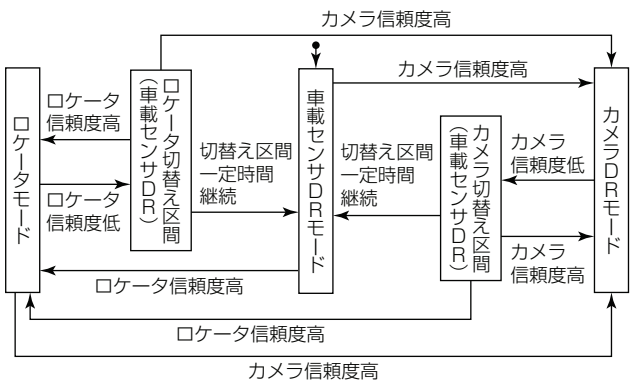 カメラ信頼度高
カメラ信頼度高
ロケータモード
ロケータ
信頼度高
ロケータ
信頼度低
ロケータ切替え区間
(車載センサDR)
切替え区間
一定時間
継続
車載センサDRモード
切替え区間
一定時間
継続
カメラ切替え区間
(車載センサDR)
カメラ
信頼度低
カメラ
信頼度高
カメラDRモード
ロケータ信頼度高
ロケータ信頼度高
カメラ信頼度高